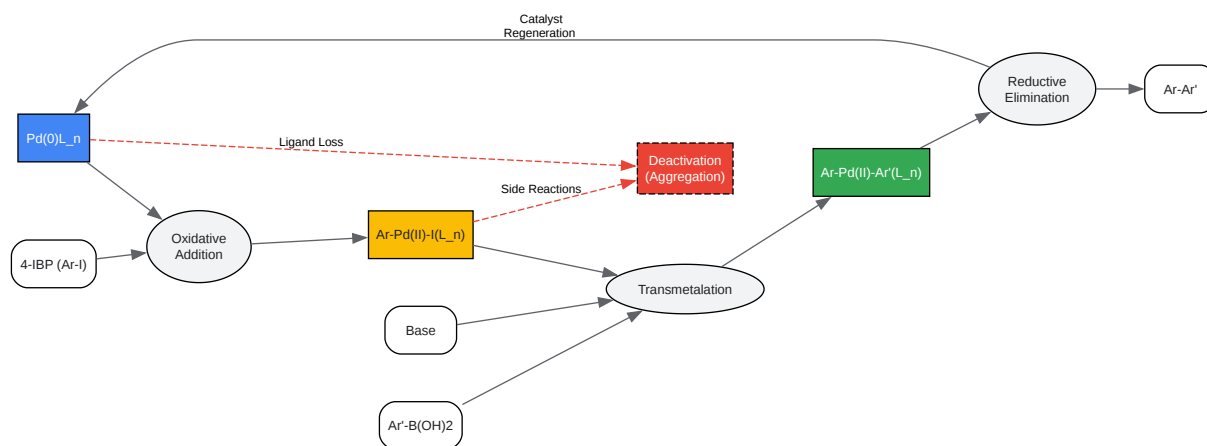 Catalyst
Regeneration
Reductive
Elimination
Ar-Ar'
Pd(0)L_n
Ligand Loss
Deactivation
(Aggregation)
Ar-Pd(II)-Ar'(L_n)
Side Reactions
Oxidative
Addition
Ar-Pd(II)-I(L_n)
4-IBP (Ar-I)
Transmetalation
Base
Ar'-B(OH)2